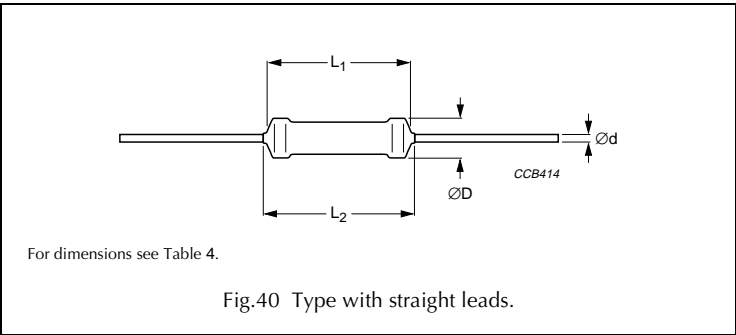 L1
Ød
CCB414
ØD
L2
For dimensions see Table 4.
Fig.40 Type with straight leads.